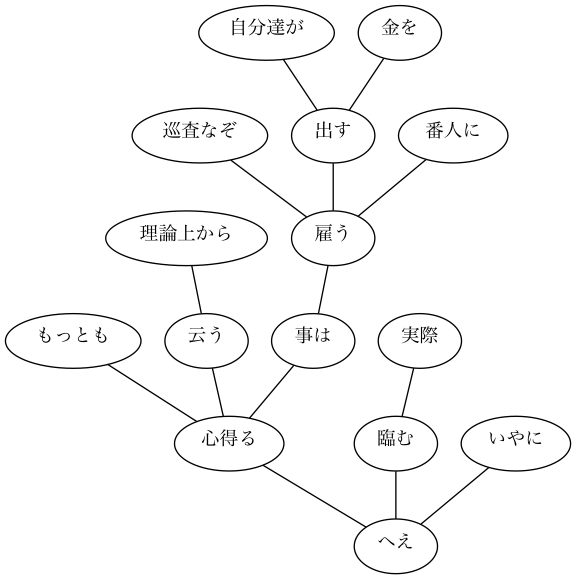 自分達が
金を
巡査なぞ
出す
番人に
理論上から
雇う
もっとも
云う
事は
実際
心得る
臨む
いやに
へえ